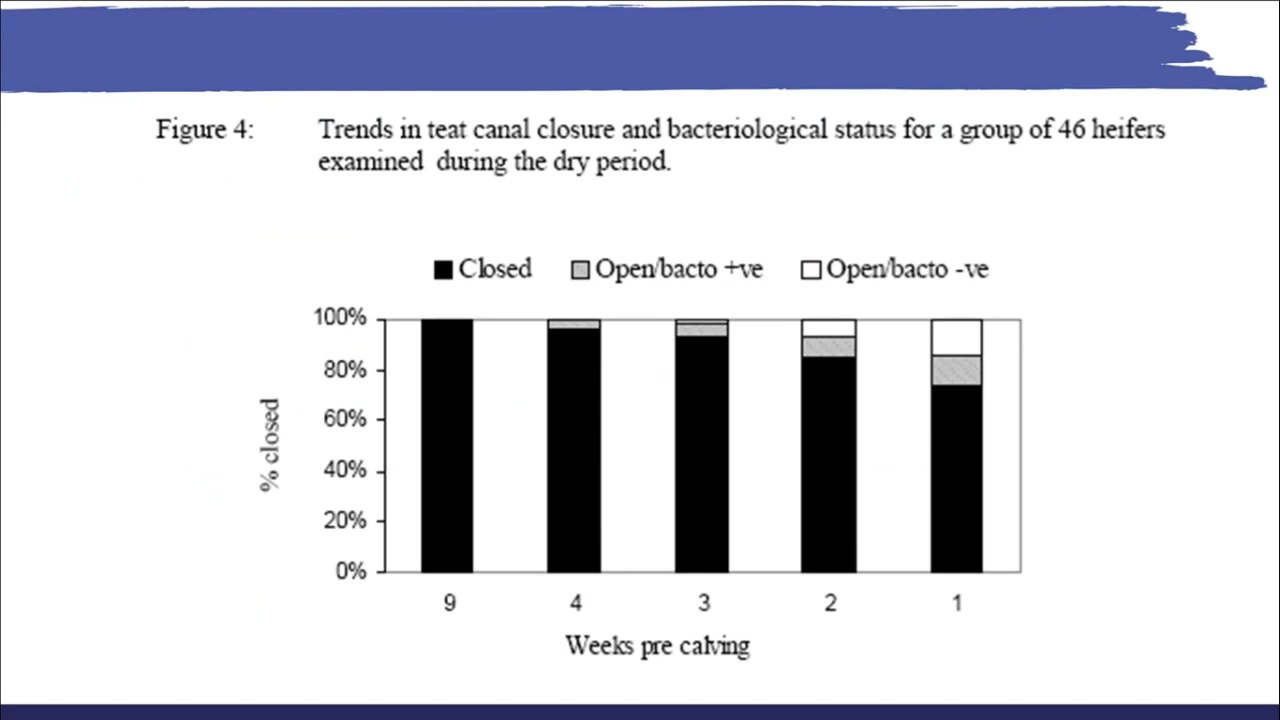 Figure 4: Trends in teat canal closure and bacteriological status for a group of 46 heifers
examined during the dry period.
Closed Open/bacto +ve Open/bacto -ve
100%
80%
60%
40%
20%
0%
% closed
9 4 3 2 1
Weeks pre calving